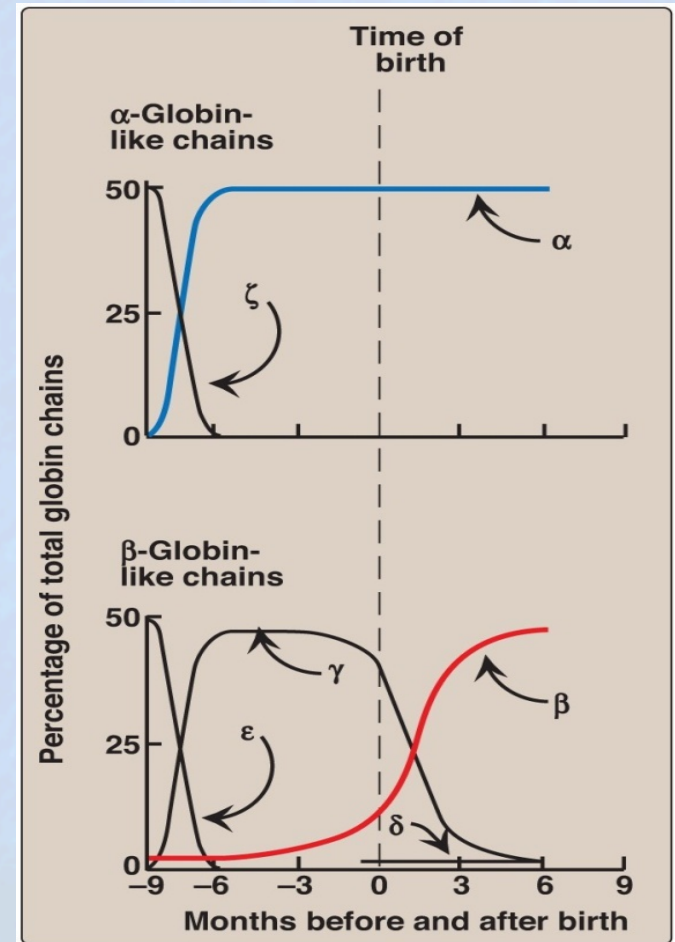 Time of
birth
α-Globin-
like chains
50
25
0
ζ
α
Percentage of total globin chains
β-Globin-
like chains
50
25
0
γ
β
ε
δ
–9 –6 –3 0 3 6 9
Months before and after birth